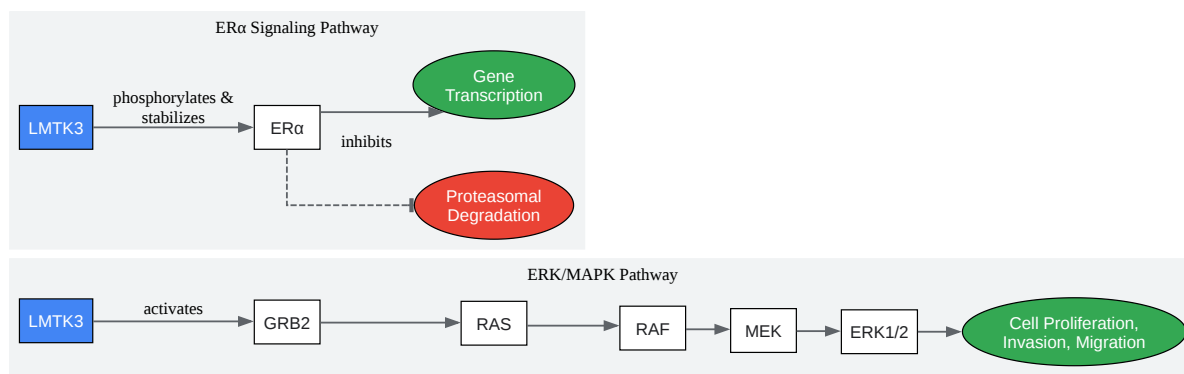 ERα Signaling Pathway
Gene
Transcription
phosphorylates &
stabilizes
LMTK3
ERα
inhibits
Proteasomal
Degradation
ERK/MAPK Pathway
LMTK3
activates
GRB2
RAS
RAF
MEK
ERK1/2
Cell Proliferation,
Invasion, Migration